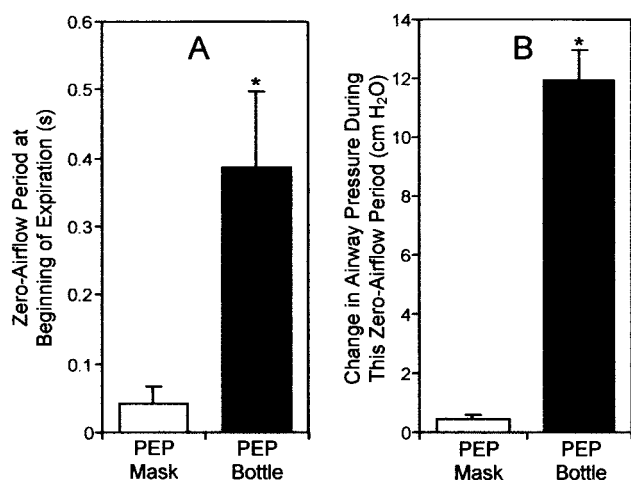 A
Zero-Airflow Period at
Beginning of Expiration (s)
0.6
0.5
0.4
0.3
0.2
0.1
0
*
PEP
Mask
PEP
Bottle
B
Change in Airway Pressure During
This Zero-Airflow Period (cm H₂O)
14
12
10
8
6
4
2
0
*
PEP
Mask
PEP
Bottle